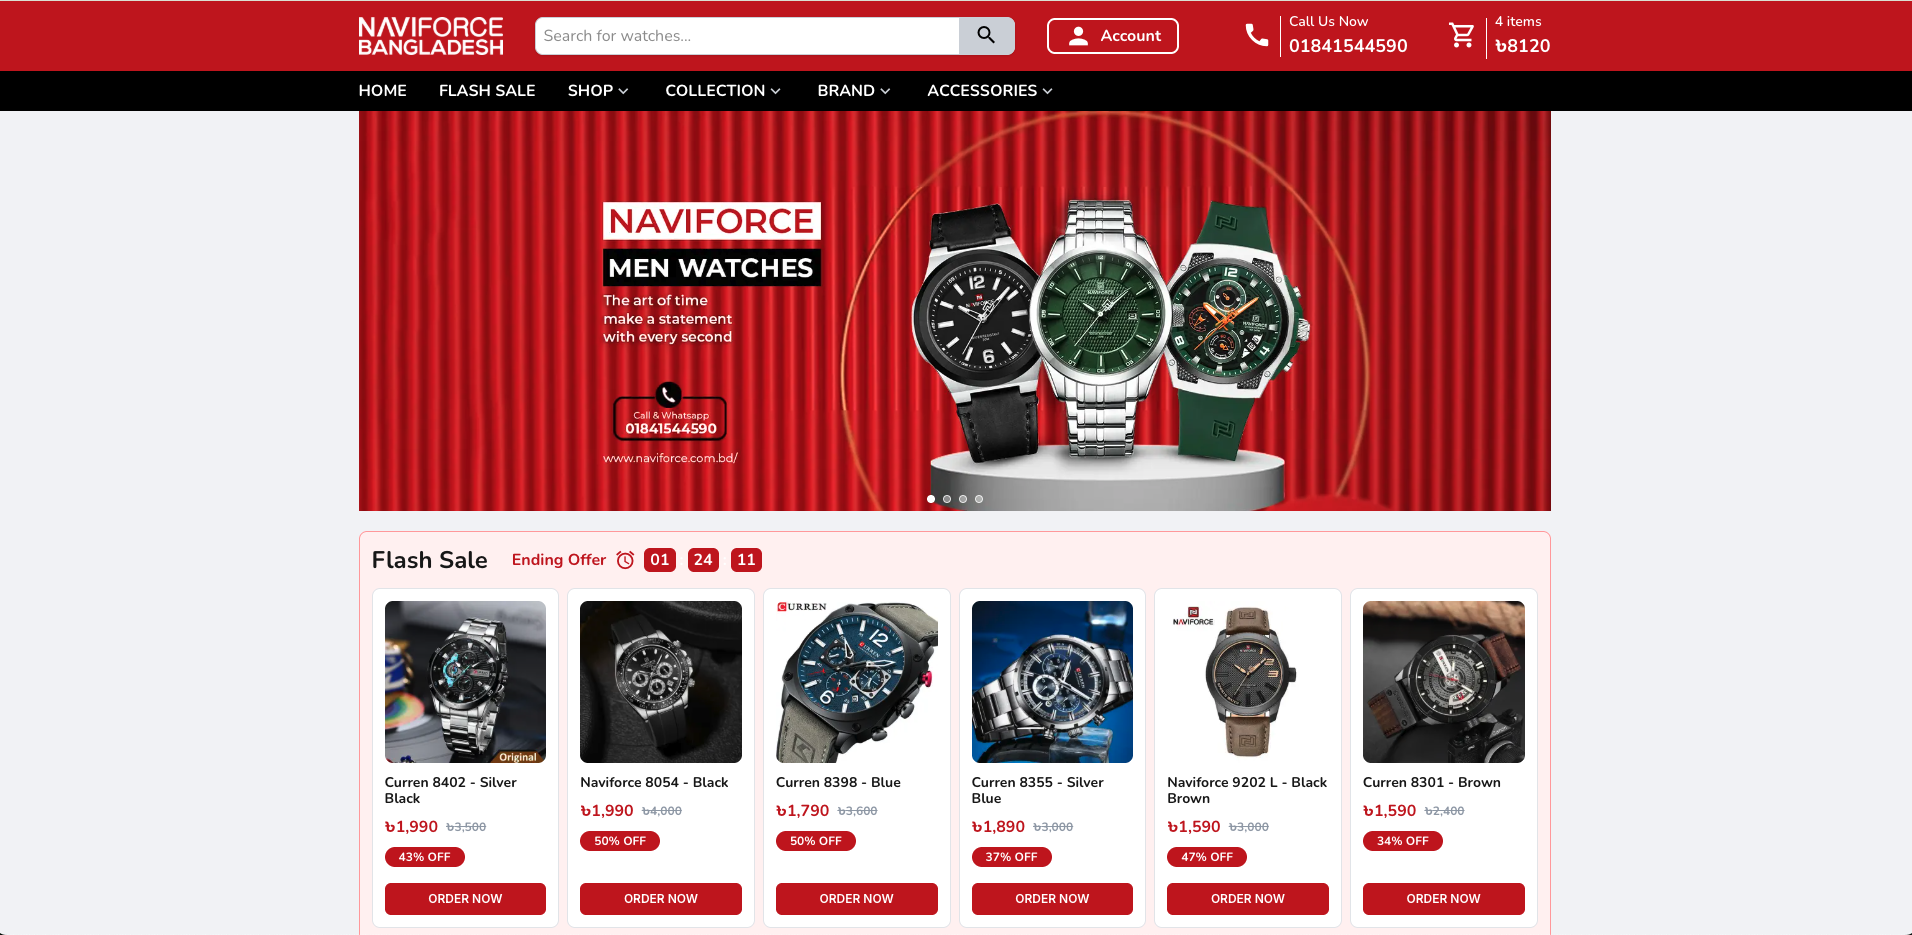 NAVIFORCE
BANGLADESH
Search for watches...
Account
Call Us Now
01841544590
4 items
৳8120
HOME
FLASH SALE
SHOP
COLLECTION
BRAND
ACCESSORIES
NAVIFORCE
MEN WATCHES
The art of time
make a statement
with every second
Call & Whatsapp
01841544590
www.naviforce.com.bd/
Flash Sale
Ending Offer
01
24
11
Original
Curren 8402 - Silver
Black
৳1,990 ৳3,500
43% OFF
ORDER NOW
Naviforce 8054 - Black
৳1,990 ৳4,000
50% OFF
ORDER NOW
CURREN
Curren 8398 - Blue
৳1,790 ৳3,600
50% OFF
ORDER NOW
Curren 8355 - Silver
Blue
৳1,890 ৳3,000
37% OFF
ORDER NOW
NAVIFORCE
Naviforce 9202 L - Black
Brown
৳1,590 ৳3,000
47% OFF
ORDER NOW
Curren 8301 - Brown
৳1,590 ৳2,400
34% OFF
ORDER NOW